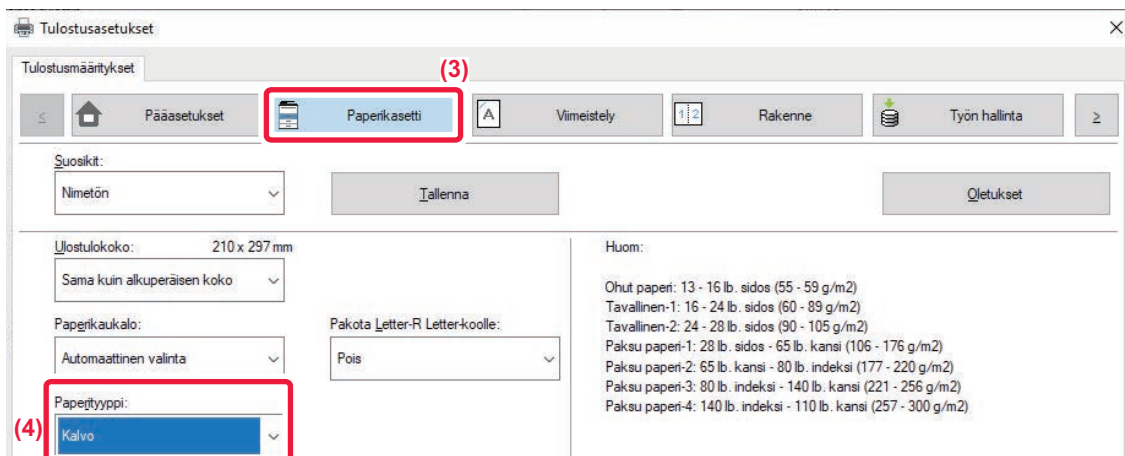 Tulostusasetukset
Tulostusmääritykset
(3)
Pääasetukset Paperikasetti A Viimeistely 1 2 Rakenne Työn hallinta
Suosikit:
Nimetön Tallenna Oletukset
Ulostulokoko: 210 x 297 mm
Sama kuin alkuperäisen koko
Paperikaukalo: Pakota Letter-R Letter-koolle:
Automaattinen valinta Pois
Paperityyppi:
(4) Kalvo
Huom:
Ohut paperi: 13 - 16 lb. sidos (55 - 59 g/m2)
Tavallinen-1: 16 - 24 lb. sidos (60 - 89 g/m2)
Tavallinen-2: 24 - 28 lb. sidos (90 - 105 g/m2)
Paksu paperi-1: 28 lb. sidos - 65 lb. kansi (106 - 176 g/m2)
Paksu paperi-2: 65 lb. kansi - 80 lb. indeksi (177 - 220 g/m2)
Paksu paperi-3: 80 lb. indeksi - 140 lb. kansi (221 - 256 g/m2)
Paksu paperi-4: 140 lb. indeksi - 110 lb. kansi (257 - 300 g/m2)